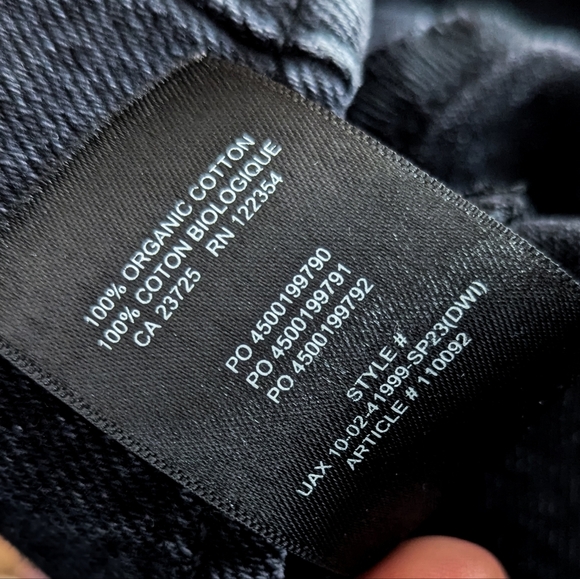 100% ORGANIC COTTON
100% COTON BIOLOGIQUE
CA 23725 RN 122354
PO 4500199790
PO 4500199791
PO 4500199792
STYLE #
UAX 10-02-41999-SP23(DWI)
ARTICLE # 110092